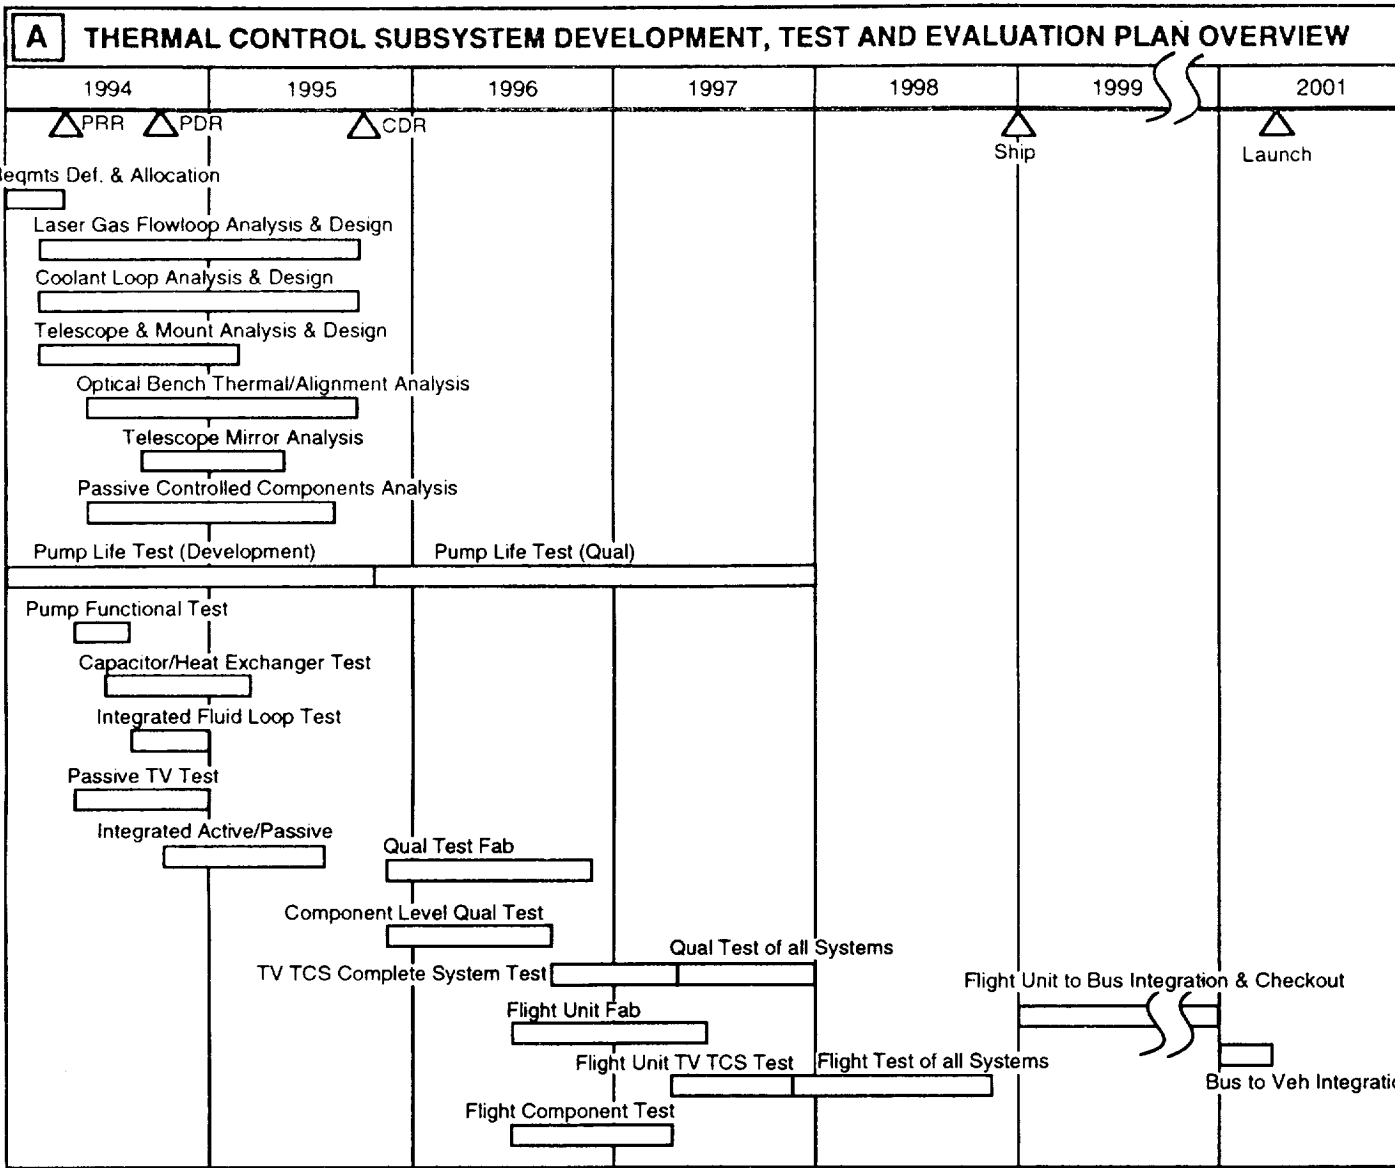 A THERMAL CONTROL SUBSYSTEM DEVELOPMENT, TEST AND EVALUATION PLAN OVERVIEW
1994 1995 1996 1997 1998 1999 2001
PRR PDR CDR
Ship Launch
eqmts Def. & Allocation
Laser Gas Flowloop Analysis & Design
Coolant Loop Analysis & Design
Telescope & Mount Analysis & Design
Optical Bench Thermal/Alignment Analysis
Telescope Mirror Analysis
Passive Controlled Components Analysis
Pump Life Test (Development) Pump Life Test (Qual)
Pump Functional Test
Capacitor/Heat Exchanger Test
Integrated Fluid Loop Test
Passive TV Test
Integrated Active/Passive
Qual Test Fab
Component Level Qual Test
Qual Test of all Systems
TV TCS Complete System Test
Flight Unit to Bus Integration & Checkout
Flight Unit Fab
Flight Unit TV TCS Test Flight Test of all Systems
Bus to Veh Integratio
Flight Component Test